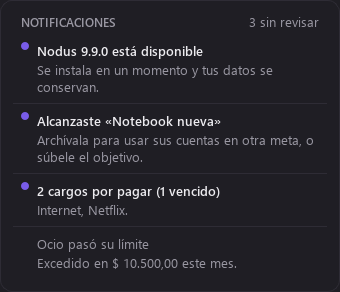 NOTIFICACIONES 3 sin revisar
Nodus 9.9.0 está disponible
Se instala en un momento y tus datos se
conservan.
Alcanzaste «Notebook nueva»
Archívala para usar sus cuentas en otra meta, o
súbele el objetivo.
2 cargos por pagar (1 vencido)
Internet, Netflix.
Ocio pasó su límite
Excedido en $ 10.500,00 este mes.